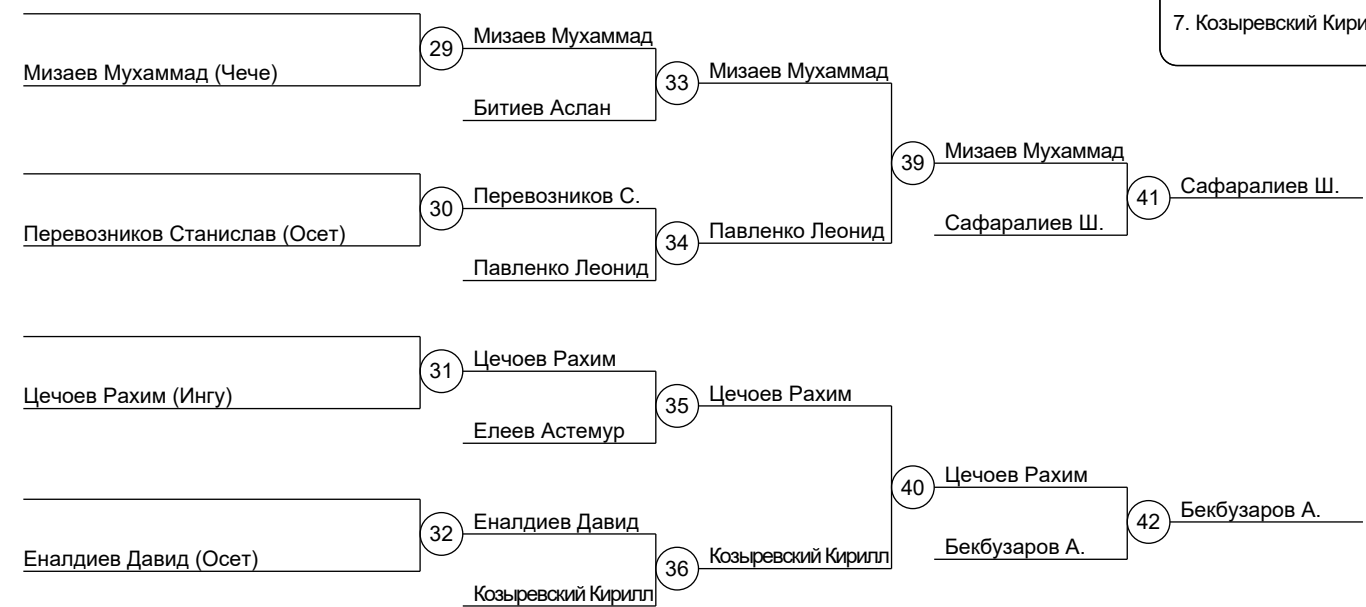 7. Козыревский Кири
29
Мизаев Мухаммад
Мизаев Мухаммад (Чече)
33
Мизаев Мухаммад
Битиев Аслан
39
Мизаев Мухаммад
Перевозников С.
30
41
Сафаралиев Ш.
Перевозников Станислав (Осет)
34
Павленко Леонид
Сафаралиев Ш.
Павленко Леонид
31
Цечоев Рахим
Цечоев Рахим (Ингу)
35
Цечоев Рахим
Елеев Астемур
40
Цечоев Рахим
32
Еналдиев Давид
42
Бекбузаров А.
Еналдиев Давид (Осет)
36
Козыревский Кирилл
Бекбузаров А.
Козыревский Кирилл